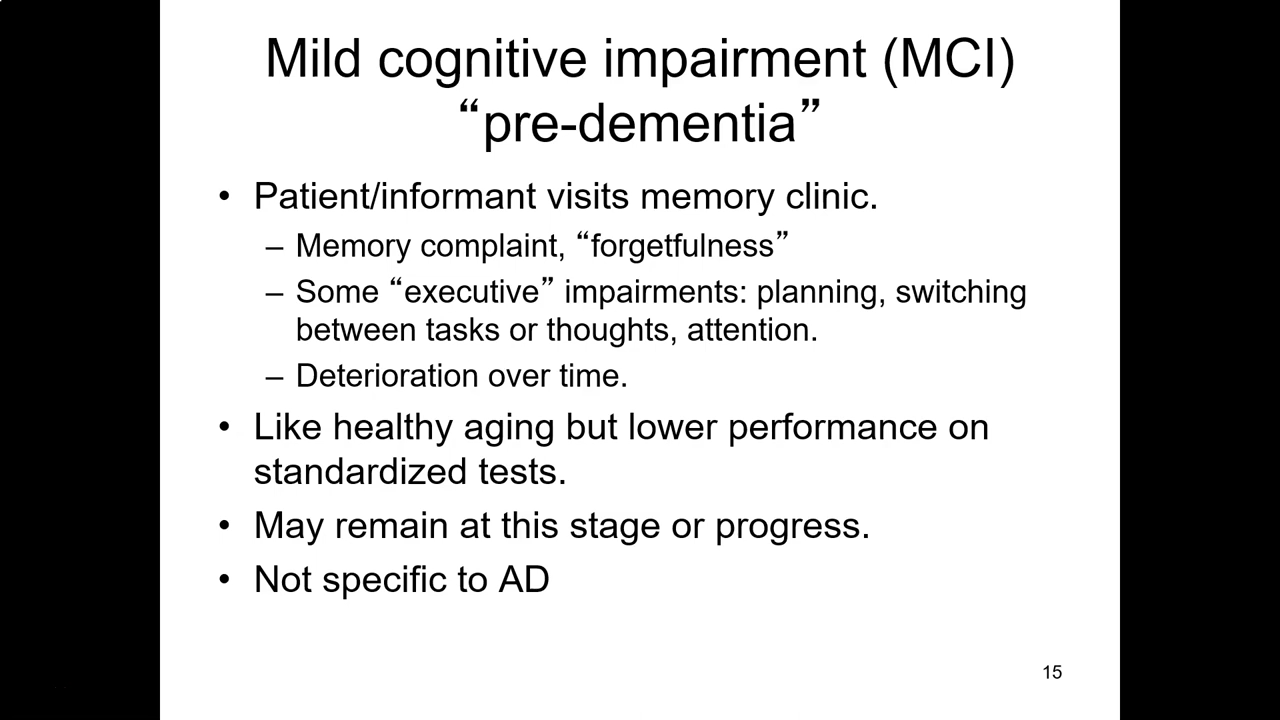 Mild cognitive impairment (MCI)
“pre-dementia”
• Patient/informant visits memory clinic.
– Memory complaint, “forgetfulness”
– Some “executive” impairments: planning, switching
between tasks or thoughts, attention.
– Deterioration over time.
• Like healthy aging but lower performance on
standardized tests.
• May remain at this stage or progress.
• Not specific to AD
15